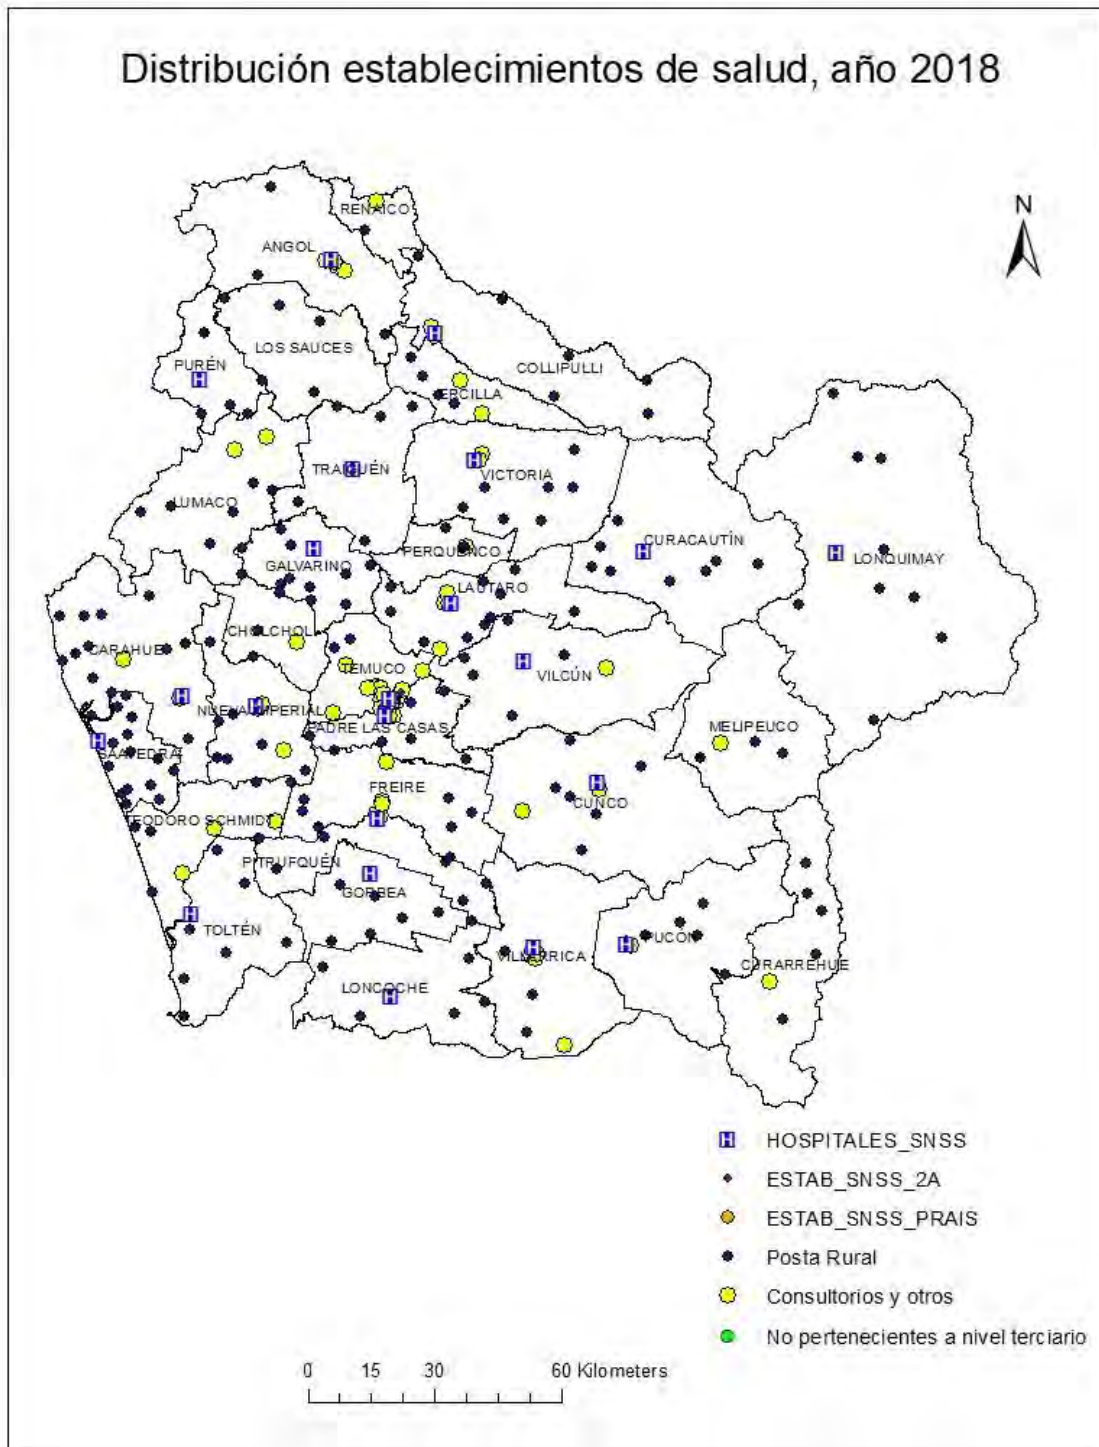 Distribución establecimientos de salud, año 2018
N
RENAICO
ANGOL
LOS SAUCES
PURÉN
COLLIPULLI
ERCILLA
TRAIGUÉN
VICTORIA
LUMACO
PERQUENCO
CURACAUTÍN
LONQUIMAY
GALVARINO
LAUTARO
CHOLCHOL
CARAHUE
TEMUCO
VILCÚN
NUEVA IMPERIAL
PADRE LAS CASAS
MELIPEUCO
SAAVEDRA
FREIRE
CUNCO
TEODORO SCHMIDT
PITRUFQUÉN
GORBEA
TOLTÉN
PUCÓN
VILLARRICA
CURARREHUE
LONCOCHE
H HOSPITALES_SNSS
ESTAB_SNSS_2A
ESTAB_SNSS_PRAIS
Posta Rural
Consultorios y otros
No pertenecientes a nivel terciario
0 15 30 60 Kilometers